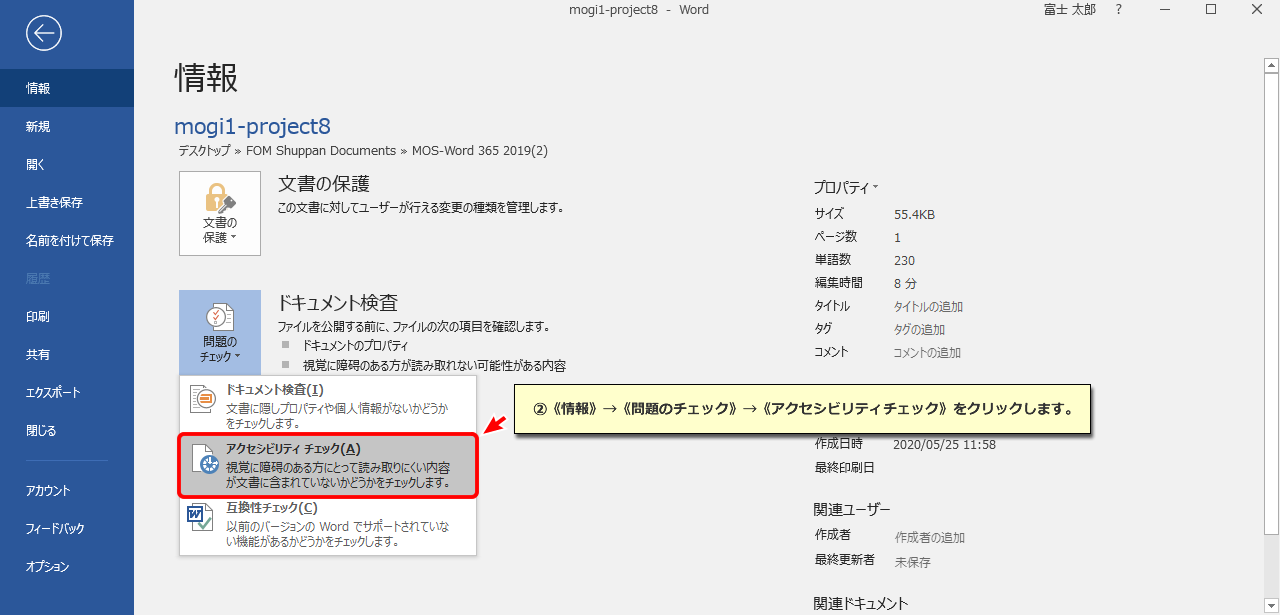 mogi1-project8 - Word
富士 太郎 ?
情報
新規
開く
上書き保存
名前を付けて保存
履歴
印刷
共有
エクスポート
閉じる
アカウント
フィードバック
オプション
情報
mogi1-project8
デスクトップ » FOM Shuppan Documents » MOS-Word 365 2019(2)
文書の
保護
文書の保護
この文書に対してユーザーが行える変更の種類を管理します。
問題の
チェック
ドキュメント検査
ファイルを公開する前に、ファイルの次の項目を確認します。
ドキュメントのプロパティ
視覚に障碍のある方が読み取れない可能性がある内容
ドキュメント検査(I)
文書に隠しプロパティや個人情報がないかどうか
をチェックします。
アクセシビリティ チェック(A)
視覚に障碍のある方にとって読み取りにくい内容
が文書に含まれていないかどうかをチェックします。
互換性チェック(C)
以前のバージョンの Word でサポートされていな
い機能があるかどうかをチェックします。
②《情報》→《問題のチェック》→《アクセシビリティチェック》をクリックします。
プロパティ
サイズ 55.4KB
ページ数 1
単語数 230
編集時間 8 分
タイトル タイトルの追加
タグ タグの追加
コメント コメントの追加
作成日時 2020/05/25 11:58
最終印刷日
関連ユーザー
作成者 作成者の追加
最終更新者 未保存
関連ドキュメント